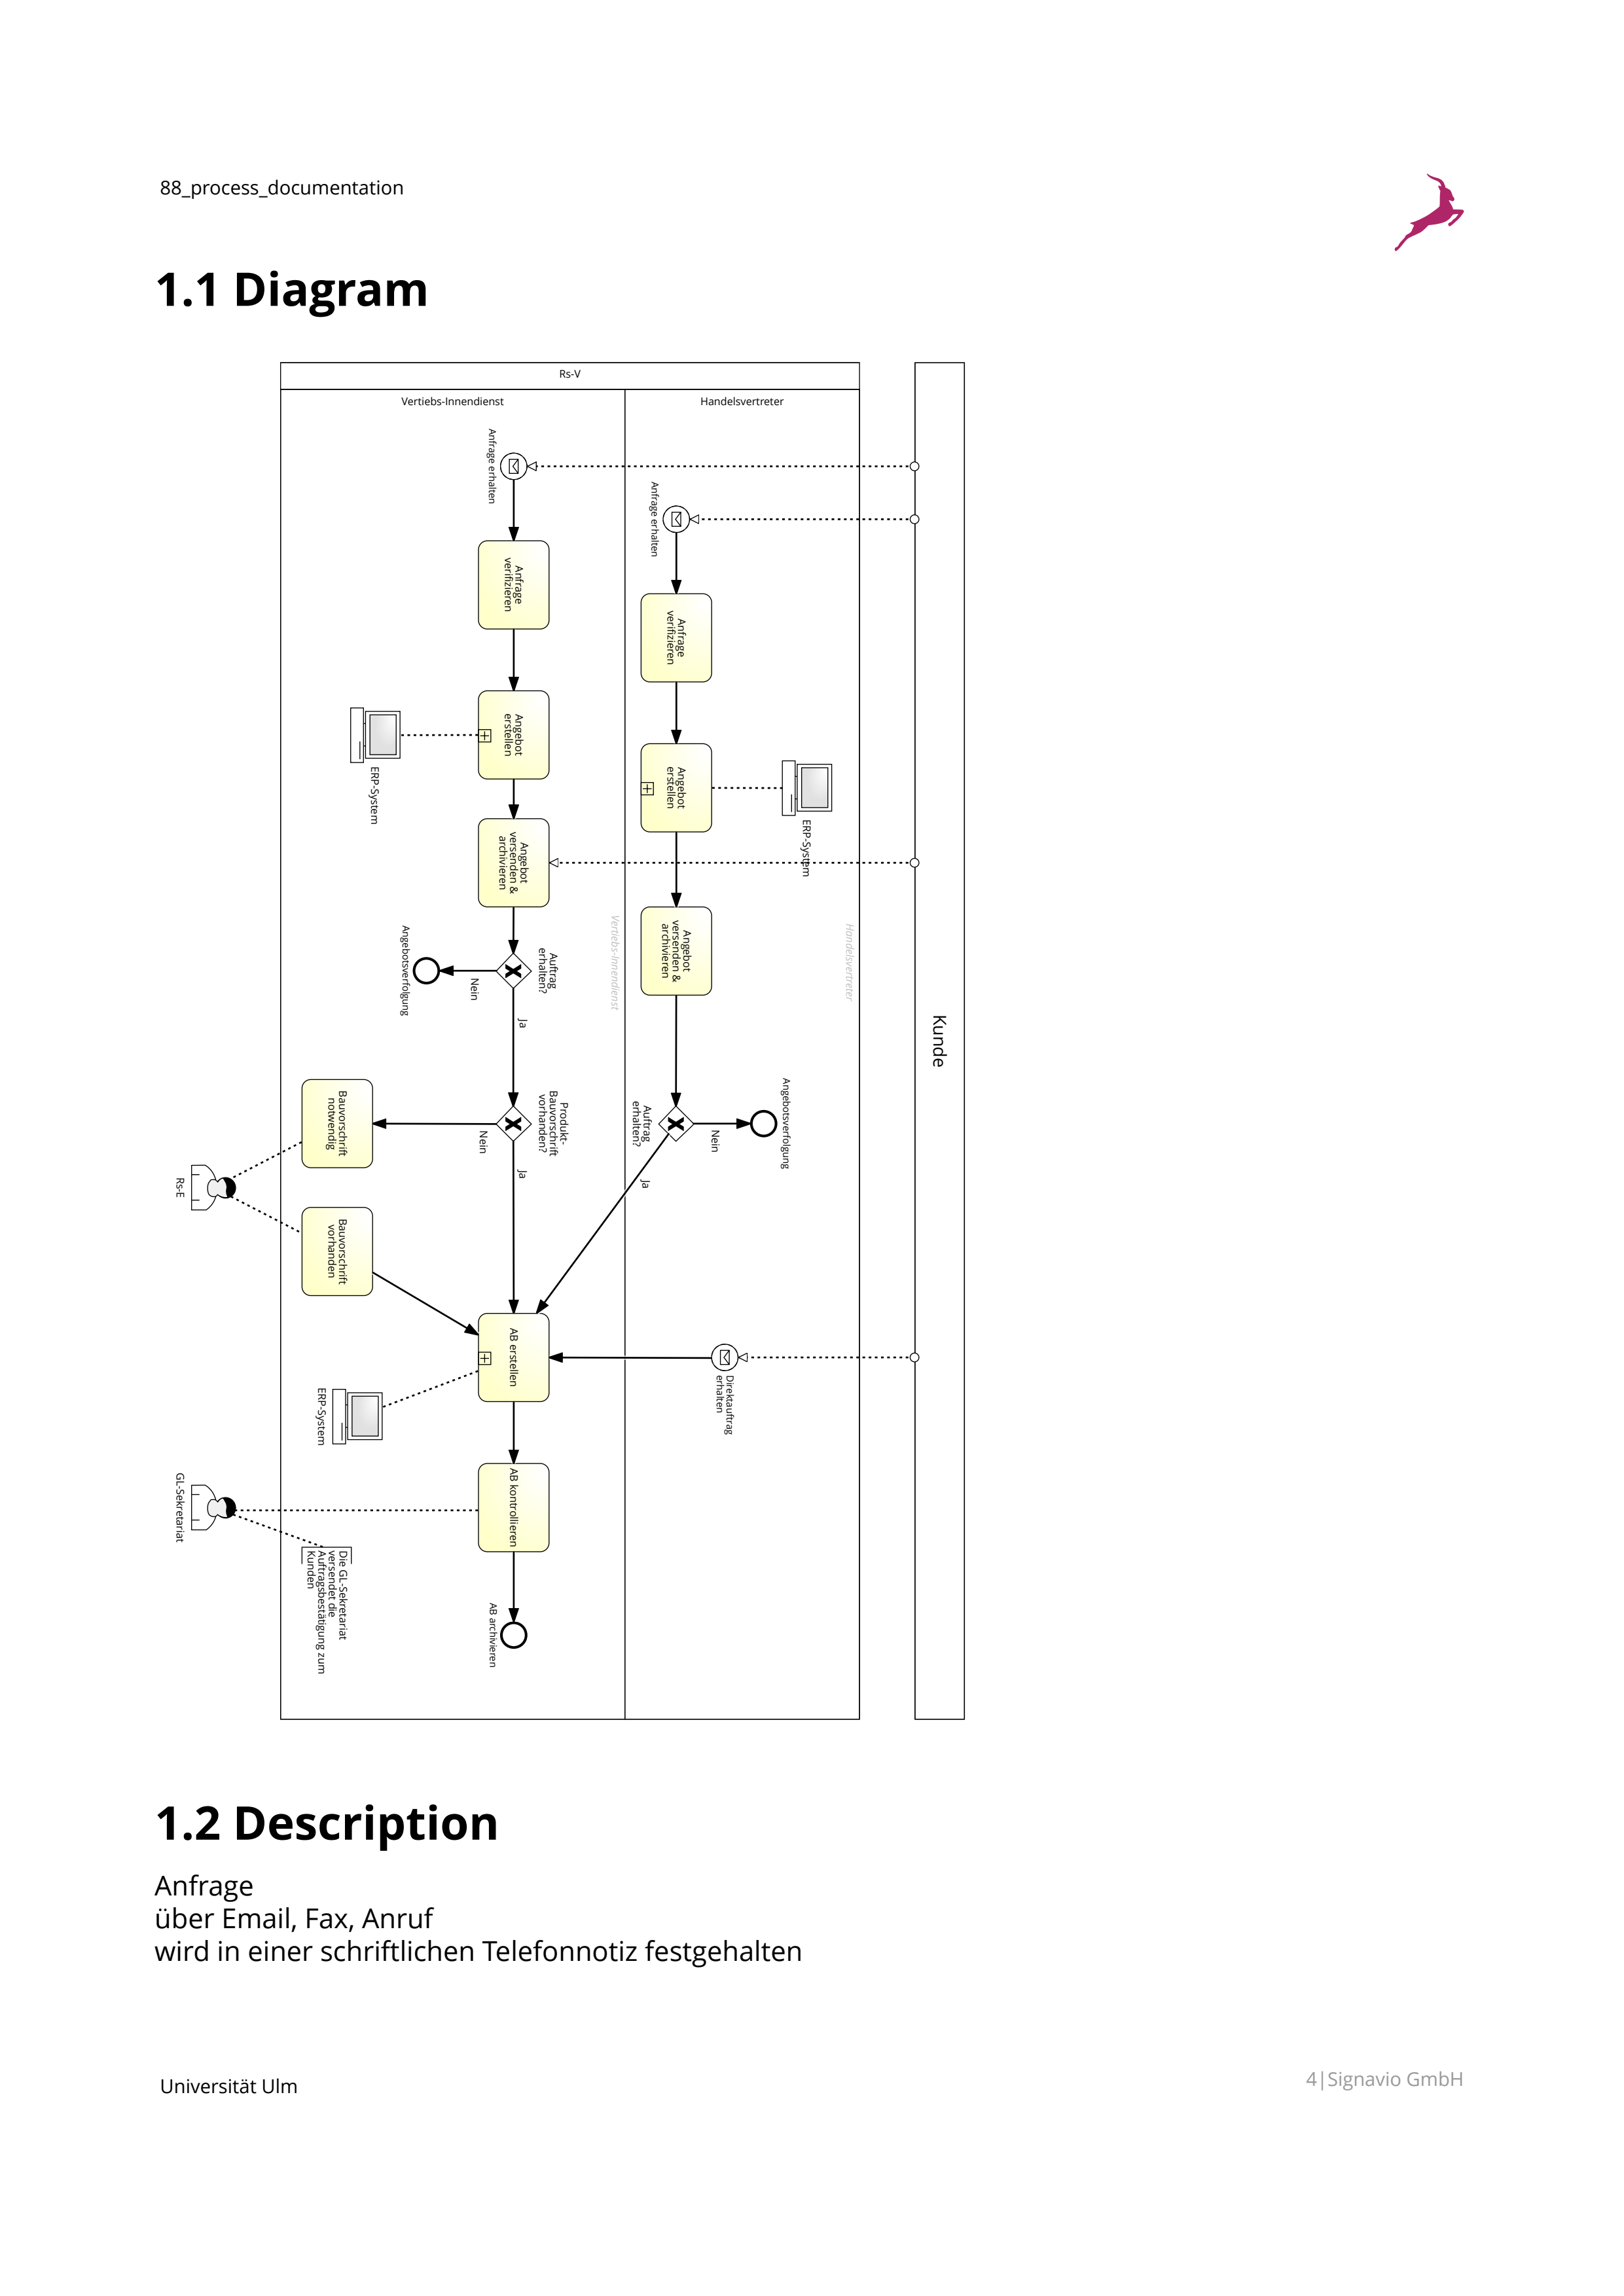 88_process_documentation
1.1 Diagram
Kunde
Rs-V
Handelsvertreter
Handelsvertreter
Anfrage erhalten
Anfrage
verifizieren
Angebot
erstellen
ERP-System
Angebot
versenden &
archivieren
Auftrag
erhalten?
Nein
Angebotsverfolgung
Ja
Direktauftrag
erhalten
Vertiebs-Innendienst
Vertiebs-Innendienst
Anfrage erhalten
Anfrage
verifizieren
Angebot
erstellen
ERP-System
Angebot
versenden &
archivieren
Auftrag
erhalten?
Nein
Angebotsverfolgung
Ja
Produkt-
Bauvorschrift
vorhanden?
Nein
Ja
Bauvorschrift
notwendig
Bauvorschrift
vorhanden
Rs-E
AB erstellen
ERP-System
AB kontrollieren
GL-Sekretariat
Die GL-Sekretariat
versendet die
Auftragsbestätigung zum
Kunden
AB archivieren
1.2 Description
Anfrage
über Email, Fax, Anruf
wird in einer schriftlichen Telefonnotiz festgehalten
Universität Ulm
4|Signavio GmbH